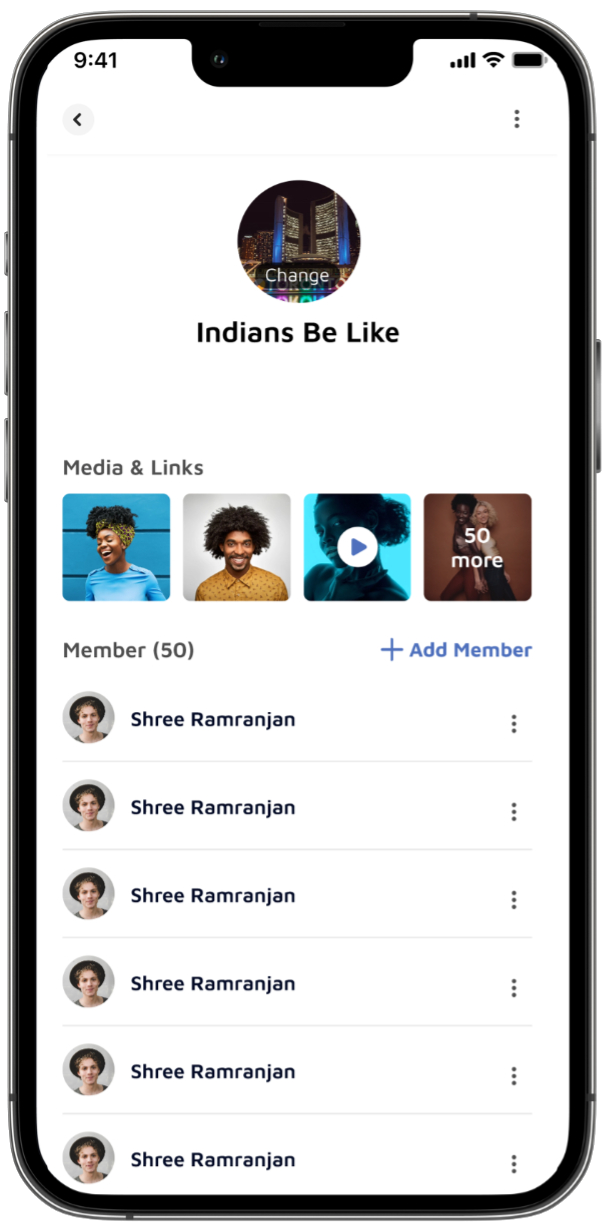 9:41
Change
Indians Be Like
Media & Links
50
more
Member (50)
Add Member
Shree Ramranjan
Shree Ramranjan
Shree Ramranjan
Shree Ramranjan
Shree Ramranjan
Shree Ramranjan